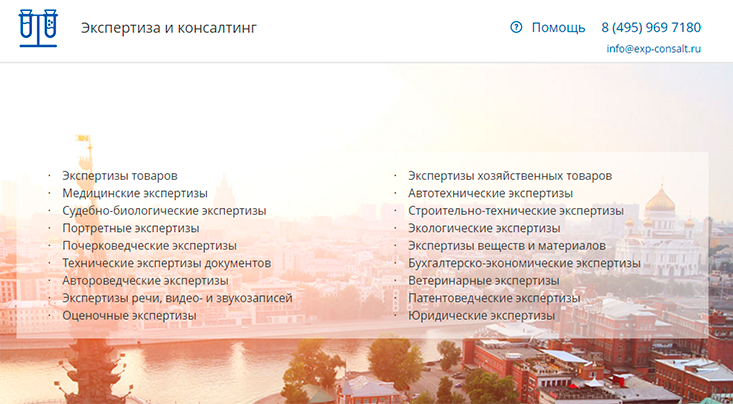 Экспертиза и консалтинг
Помощь 8 (495) 969 7180
info@exp-consalt.ru
· Экспертизы товаров
· Медицинские экспертизы
· Судебно-биологические экспертизы
· Портретные экспертизы
· Почерковедческие экспертизы
· Технические экспертизы документов
· Автороведческие экспертизы
· Экспертизы речи, видео- и звукозаписей
· Оценочные экспертизы
· Экспертизы хозяйственных товаров
· Автотехнические экспертизы
· Строительно-технические экспертизы
· Экологические экспертизы
· Экспертизы веществ и материалов
· Бухгалтерско-экономические экспертизы
· Ветеринарные экспертизы
· Патентоведческие экспертизы
· Юридические экспертизы